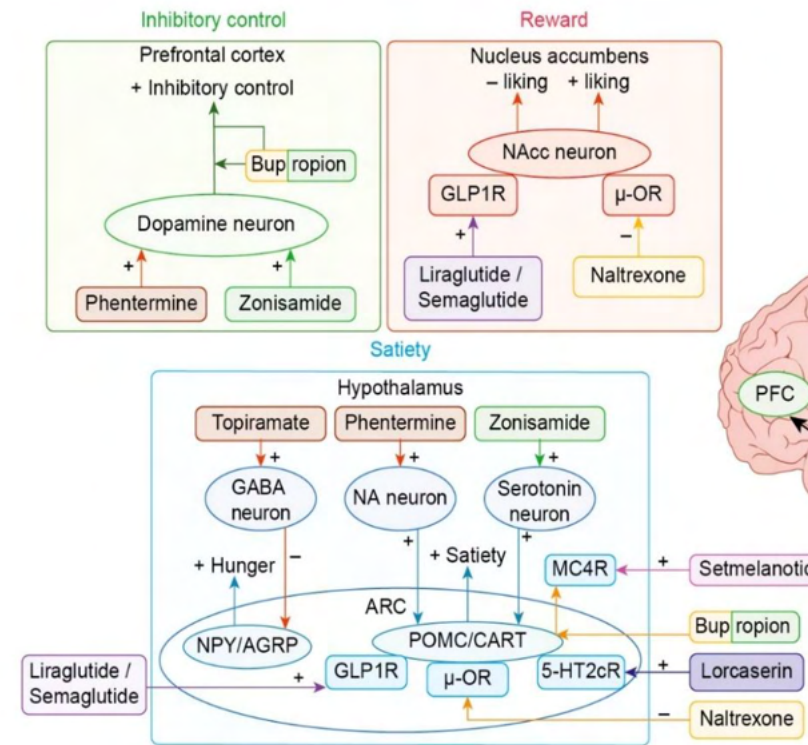 Inhibitory control
Prefrontal cortex
+ Inhibitory control
Bupropion
Dopamine neuron
+
+
Phentermine
Zonisamide
Reward
Nucleus accumbens
– liking
+ liking
NAcc neuron
GLP1R
μ-OR
+
–
Liraglutide /
Semaglutide
Naltrexone
PFC
Satiety
Hypothalamus
Topiramate
Phentermine
Zonisamide
+
+
+
GABA
neuron
NA neuron
Serotonin
neuron
–
+
+
+ Hunger
+ Satiety
MC4R
+
Setmelanotid
ARC
NPY/AGRP
POMC/CART
Bupropion
Liraglutide /
Semaglutide
+
GLP1R
μ-OR
5-HT2cR
+
Lorcaserin
–
Naltrexone